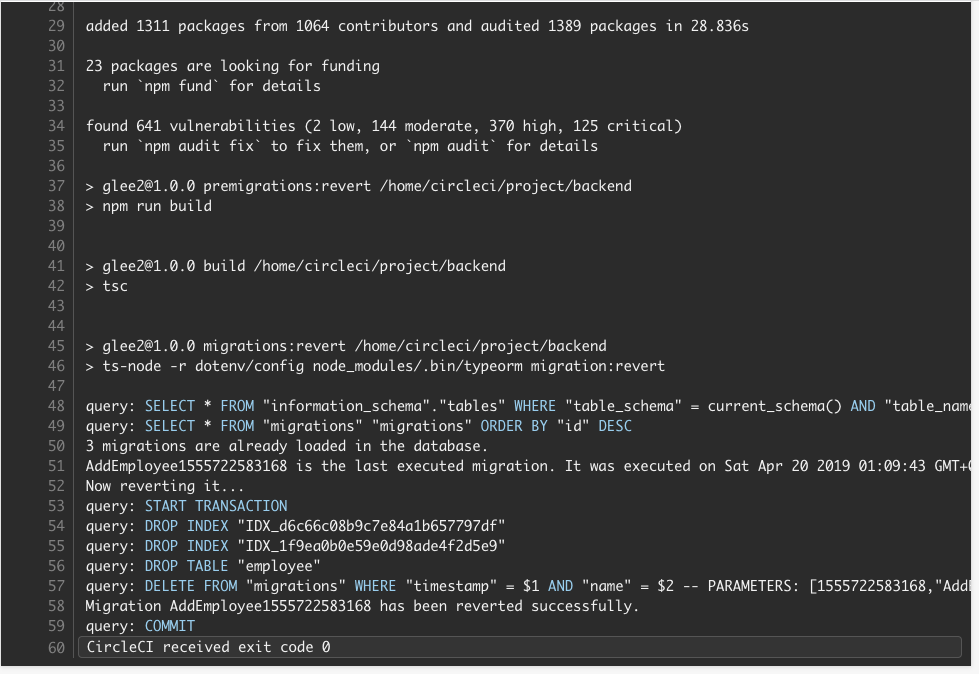 28
29 added 1311 packages from 1064 contributors and audited 1389 packages in 28.836s
30
31 23 packages are looking for funding
32   run `npm fund` for details
33
34 found 641 vulnerabilities (2 low, 144 moderate, 370 high, 125 critical)
35   run `npm audit fix` to fix them, or `npm audit` for details
36
37 > glee2@1.0.0 premigrations:revert /home/circleci/project/backend
38 > npm run build
39
40
41 > glee2@1.0.0 build /home/circleci/project/backend
42 > tsc
43
44
45 > glee2@1.0.0 migrations:revert /home/circleci/project/backend
46 > ts-node -r dotenv/config node_modules/.bin/typeorm migration:revert
47
48 query: SELECT * FROM "information_schema"."tables" WHERE "table_schema" = current_schema() AND "table_name
49 query: SELECT * FROM "migrations" "migrations" ORDER BY "id" DESC
50 3 migrations are already loaded in the database.
51 AddEmployee1555722583168 is the last executed migration. It was executed on Sat Apr 20 2019 01:09:43 GMT+
52 Now reverting it...
53 query: START TRANSACTION
54 query: DROP INDEX "IDX_d6c66c08b9c7e84a1b657797df"
55 query: DROP INDEX "IDX_1f9ea0b0e59e0d98ade4f2d5e9"
56 query: DROP TABLE "employee"
57 query: DELETE FROM "migrations" WHERE "timestamp" = $1 AND "name" = $2 -- PARAMETERS: [1555722583168,"Add
58 Migration AddEmployee1555722583168 has been reverted successfully.
59 query: COMMIT
60 CircleCI received exit code 0